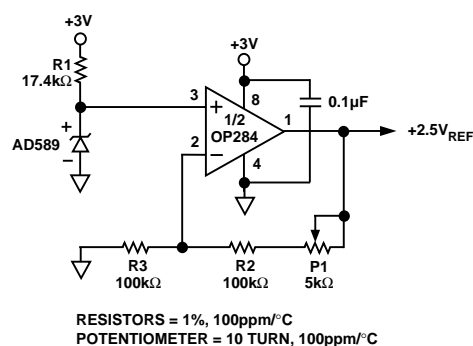 +3V
R1
17.4kΩ
+3V
3
+
8
1/2
OP284
1
0.1µF
+2.5VREF
2
−
4
+
AD589
−
R3
100kΩ
R2
100kΩ
P1
5kΩ
RESISTORS = 1%, 100ppm/°C
POTENTIOMETER = 10 TURN, 100ppm/°C